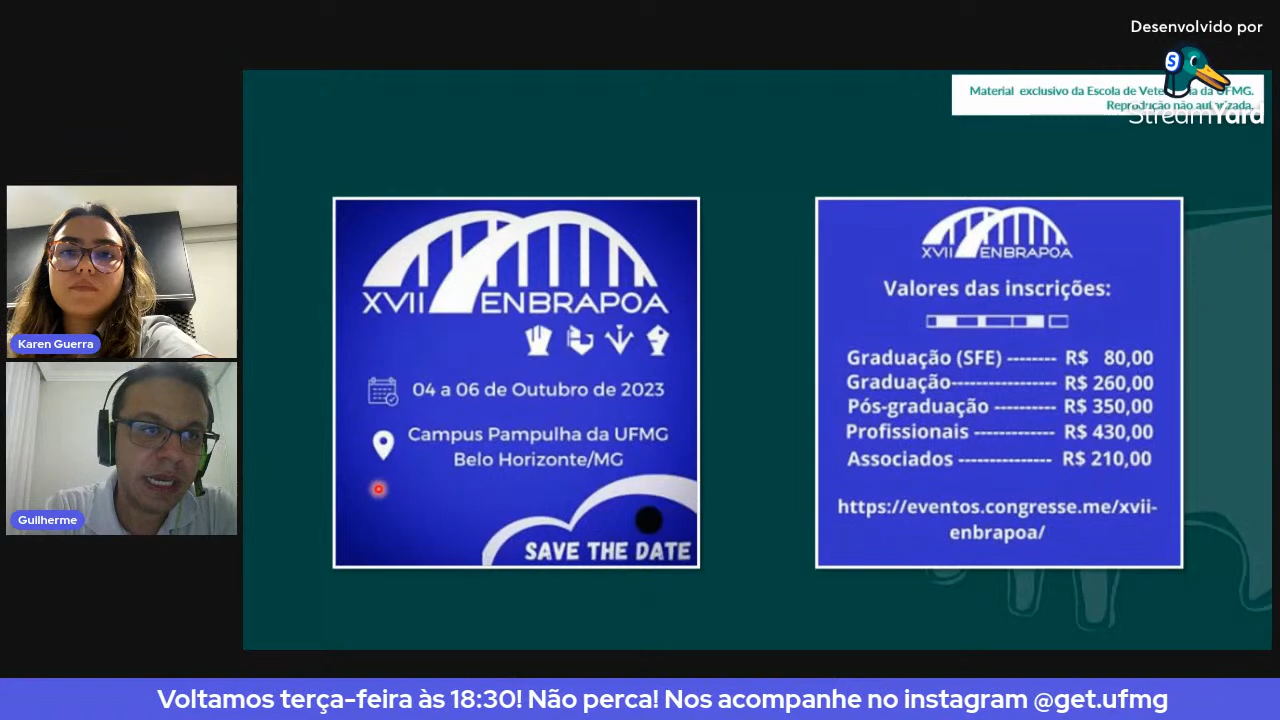 Desenvolvido por
StreamYard
Material exclusivo da Escola de Veterinária da UFMG.
Reprodução não autorizada.
XVII ENBRAPOA
04 a 06 de Outubro de 2023
Campus Pampulha da UFMG
Belo Horizonte/MG
SAVE THE DATE
XVII ENBRAPOA
Valores das inscrições:
Graduação (SFE) -------- R$ 80,00
Graduação----------------- R$ 260,00
Pós-graduação ---------- R$ 350,00
Profissionais ------------- R$ 430,00
Associados --------------- R$ 210,00
https://eventos.congresse.me/xvii-
enbrapoa/
Karen Guerra
Guilherme
Voltamos terça-feira às 18:30! Não perca! Nos acompanhe no instagram @get.ufmg